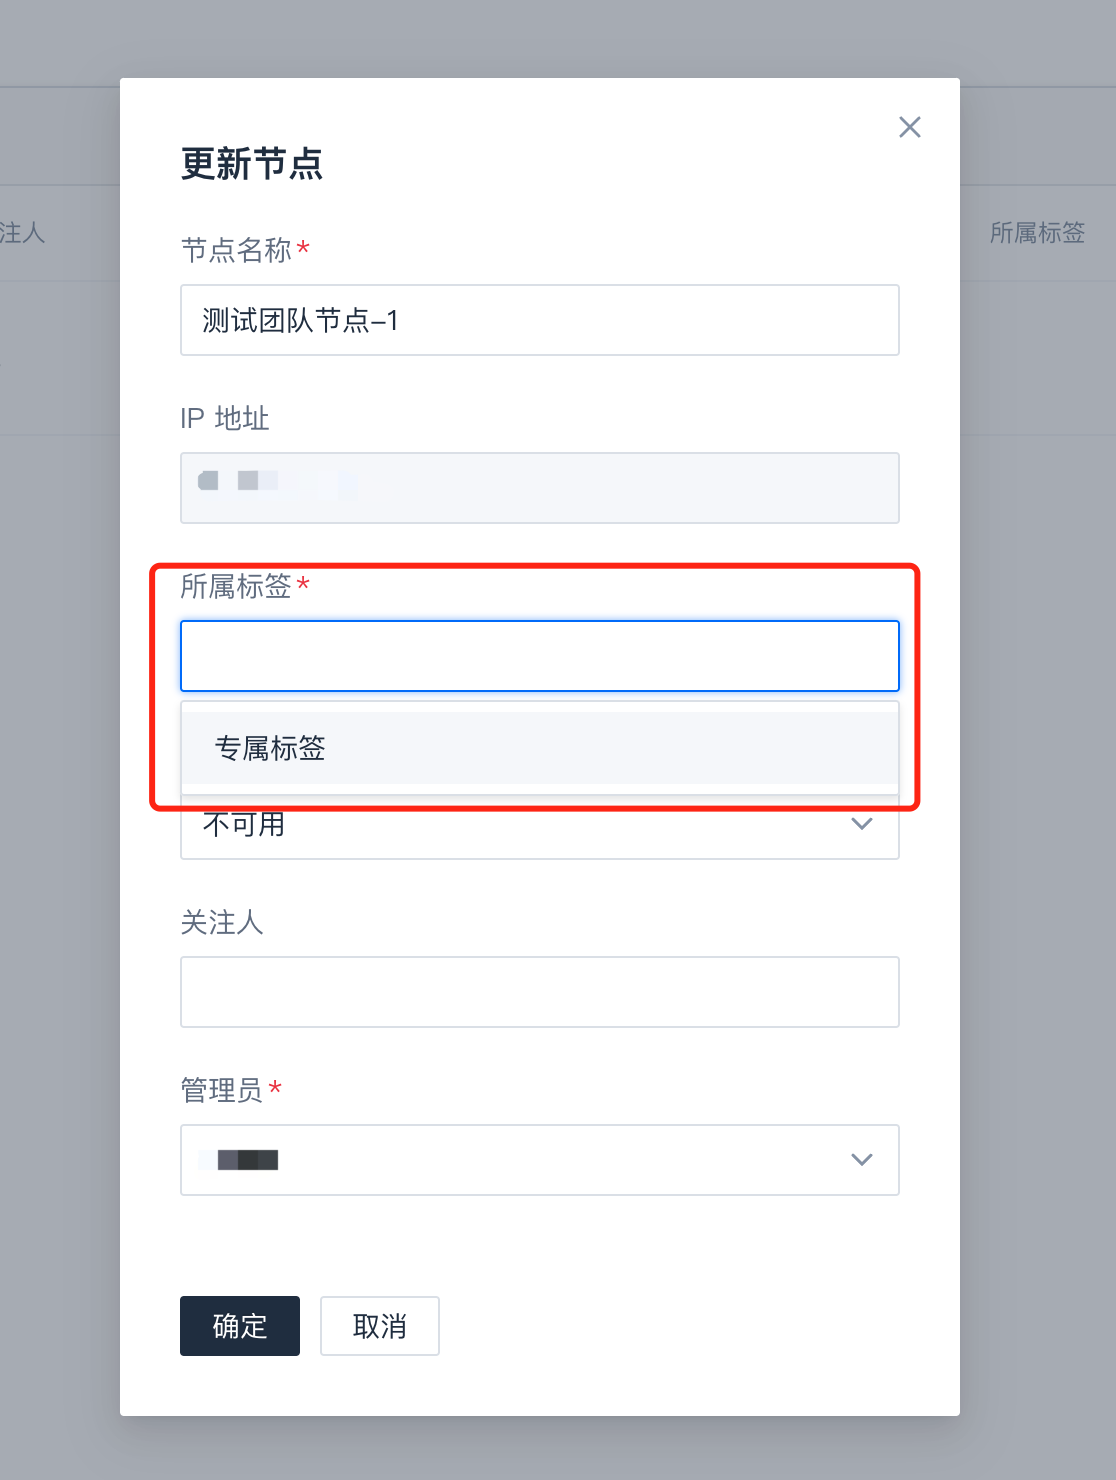 更新节点
注人
所属标签
节点名称*
测试团队节点-1
IP 地址
所属标签*
专属标签
不可用
关注人
管理员*
确定
取消